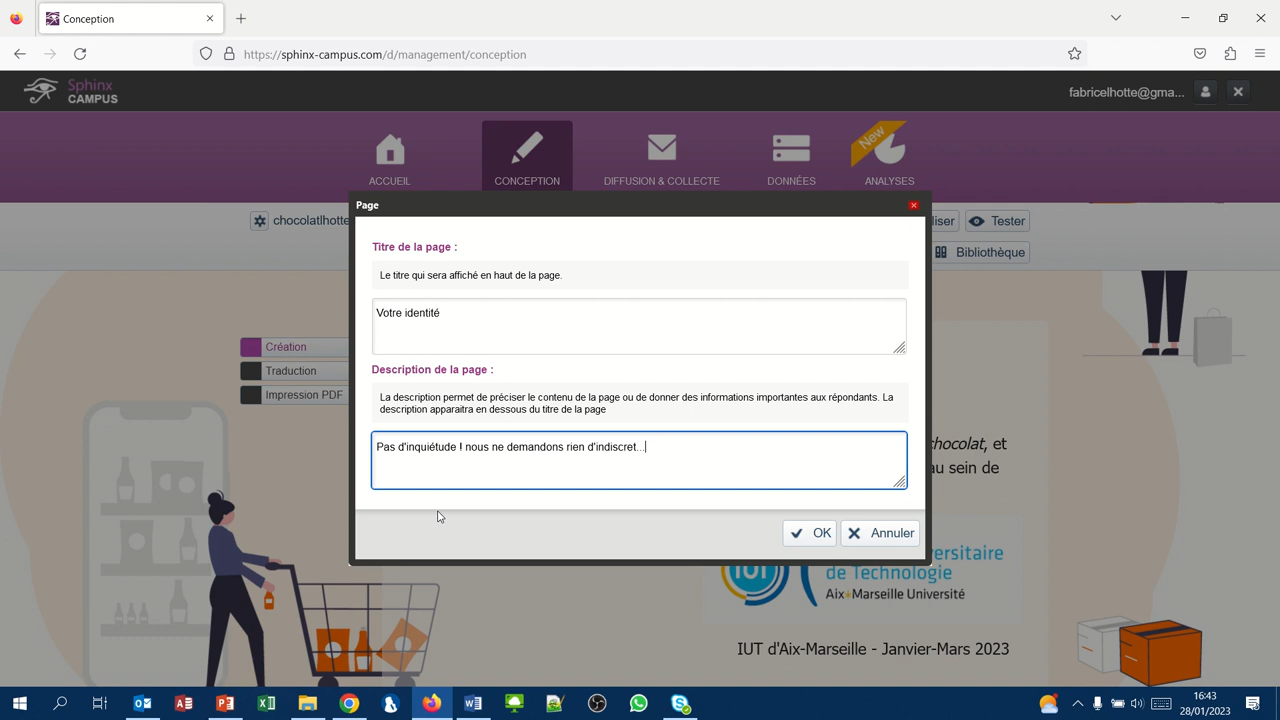 Conception
https://sphinx-campus.com/d/management/conception
Sphinx
CAMPUS
fabricelhotte@gma...
New
ACCUEIL
CONCEPTION
DIFFUSION & COLLECTE
DONNÉES
ANALYSES
Page
chocolatlhotte
liser
Tester
Bibliothèque
Titre de la page :
Le titre qui sera affiché en haut de la page.
Votre identité
Création
Traduction
Impression PDF
Description de la page :
La description permet de préciser le contenu de la page ou de donner des informations importantes aux répondants. La
description apparaitra en dessous du titre de la page
Pas d'inquiétude ! nous ne demandons rien d'indiscret...
chocolat, et
au sein de
OK
Annuler
IUT
versitaire
de Technologie
Aix*Marseille Université
IUT d'Aix-Marseille - Janvier-Mars 2023
16:43
28/01/2023